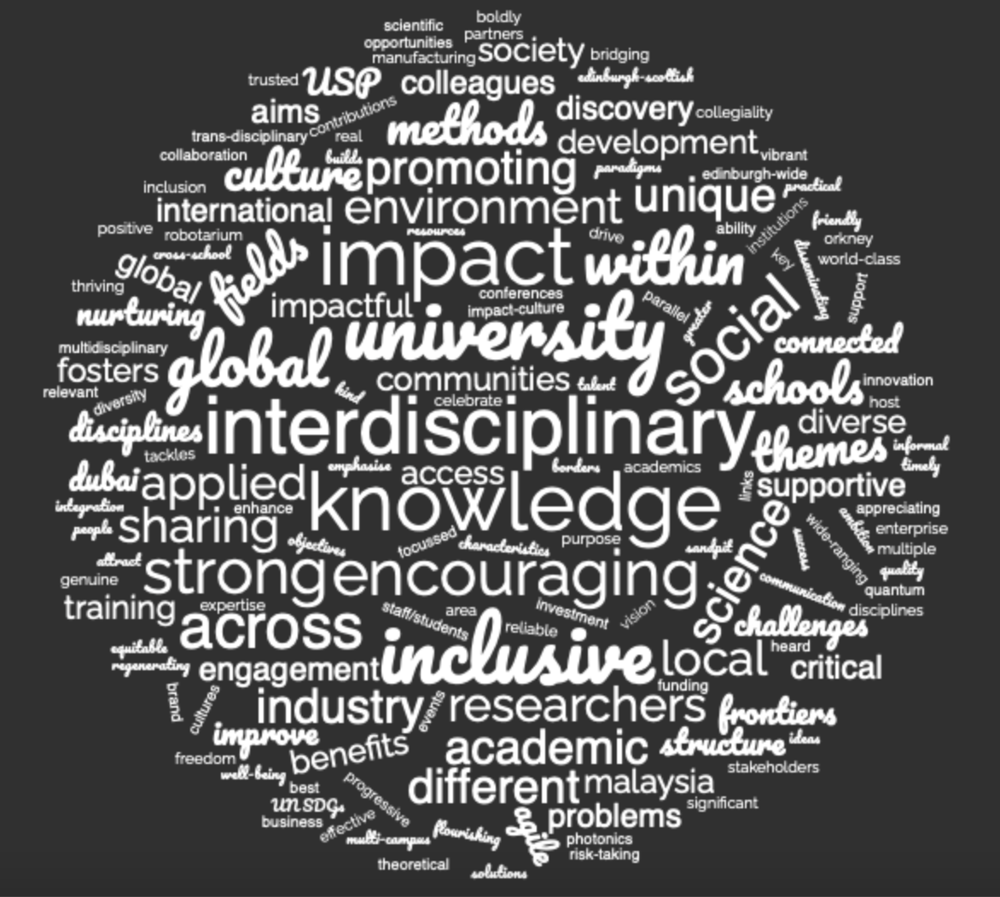 boldly
scientific
partners
opportunities
society
bridging
manufacturing
trusted
USP
colleagues
edinburgh-scottish
aims
contributions
discovery
collegiality
trans-disciplinary
real
methods
development
collaboration
builds
vibrant
culture
promoting
paradigms
edinburgh-wide
inclusion
unique
practical
international
environment
institutions
friendly
positive
robotarium
resources
drive
ability
orkney
cross-school
fields
impact
within
key
disseminating
world-class
global
thriving
conferences
support
impactful
impact-culture
parallel
greater
social
nurturing
university
connected
multidisciplinary
global
fosters
communities
talent
schools
innovation
relevant
diversity
kind
celebrate
host
disciplines
interdisciplinary
diverse
tackles
themes
informal
emphasise
access
borders
academics
timely
dubai
applied
knowledge
links
supportive
integration
enhance
appreciating
people
sharing
objectives
focussed
characteristics
purpose
sandpit
science
success
wide-ranging
ambition
enterprise
multiple
attract
strong
encouraging
quality
genuine
communication
quantum
training
expertise
staff/students
area
investment
vision
disciplines
across
reliable
challenges
equitable
inclusive
heard
regenerating
engagement
local
critical
funding
brand
cultures
industry
events
researchers
frontiers
improve
academic
structure
ideas
freedom
benefits
stakeholders
well-being
best
progressive
different
malaysia
UN SDGs
significant
business
effective
problems
multi-campus
flourishing
agile
photonics
risk-taking
theoretical
solutions